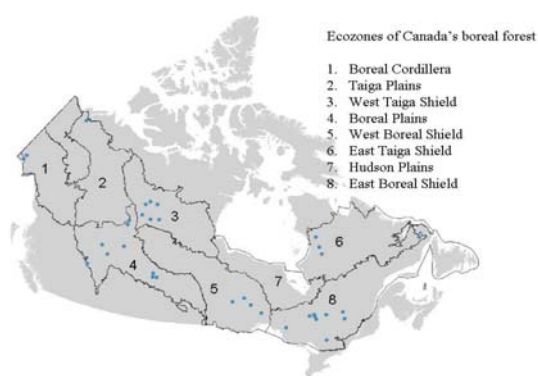 Ecozones of Canada's boreal forest
1. Boreal Cordillera
2. Taiga Plains
3. West Taiga Shield
4. Boreal Plains
5. West Boreal Shield
6. East Taiga Shield
7. Hudson Plains
8. East Boreal Shield
1
2
3
4
5
6
7
8